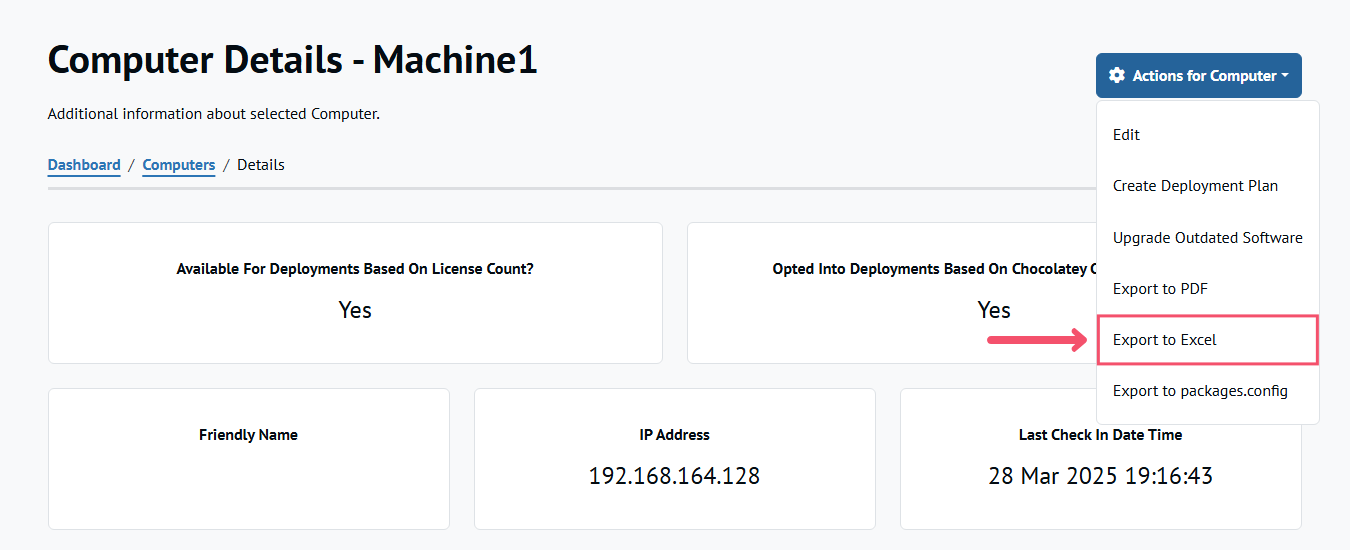 Computer Details - Machine1
Actions for Computer
Additional information about selected Computer.
Dashboard / Computers / Details
Edit
Create Deployment Plan
Upgrade Outdated Software
Export to PDF
Export to Excel
Export to packages.config
Available For Deployments Based On License Count?
Yes
Opted Into Deployments Based On Chocolatey
Yes
Friendly Name
IP Address
192.168.164.128
Last Check In Date Time
28 Mar 2025 19:16:43